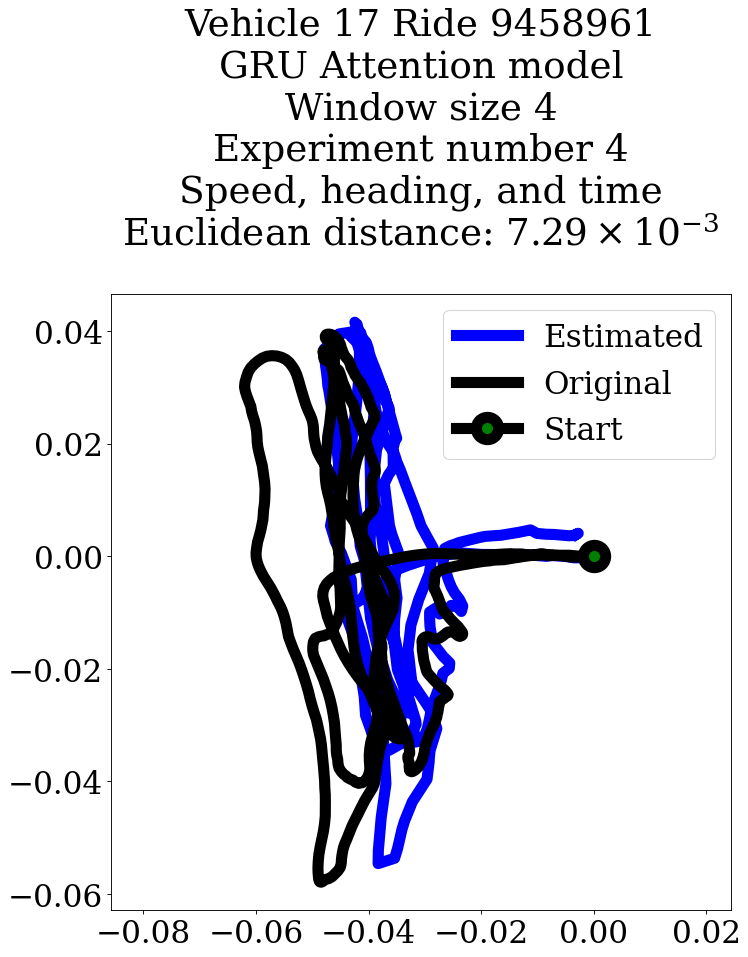 Vehicle 17 Ride 9458961
GRU Attention model
Window size 4
Experiment number 4
Speed, heading, and time
Euclidean distance: 7.29 × 10⁻³
Estimated
Original
Start
0.04
0.02
0.00
−0.02
−0.04
−0.06
−0.08 −0.06 −0.04 −0.02 0.00 0.02